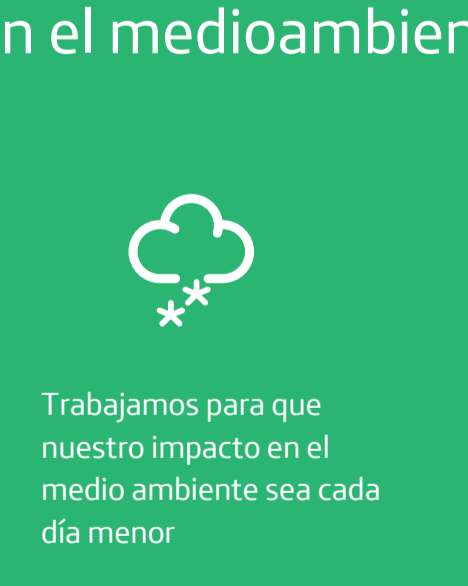 n el medioambien
Trabajamos para que
nuestro impacto en el
medio ambiente sea cada
día menor